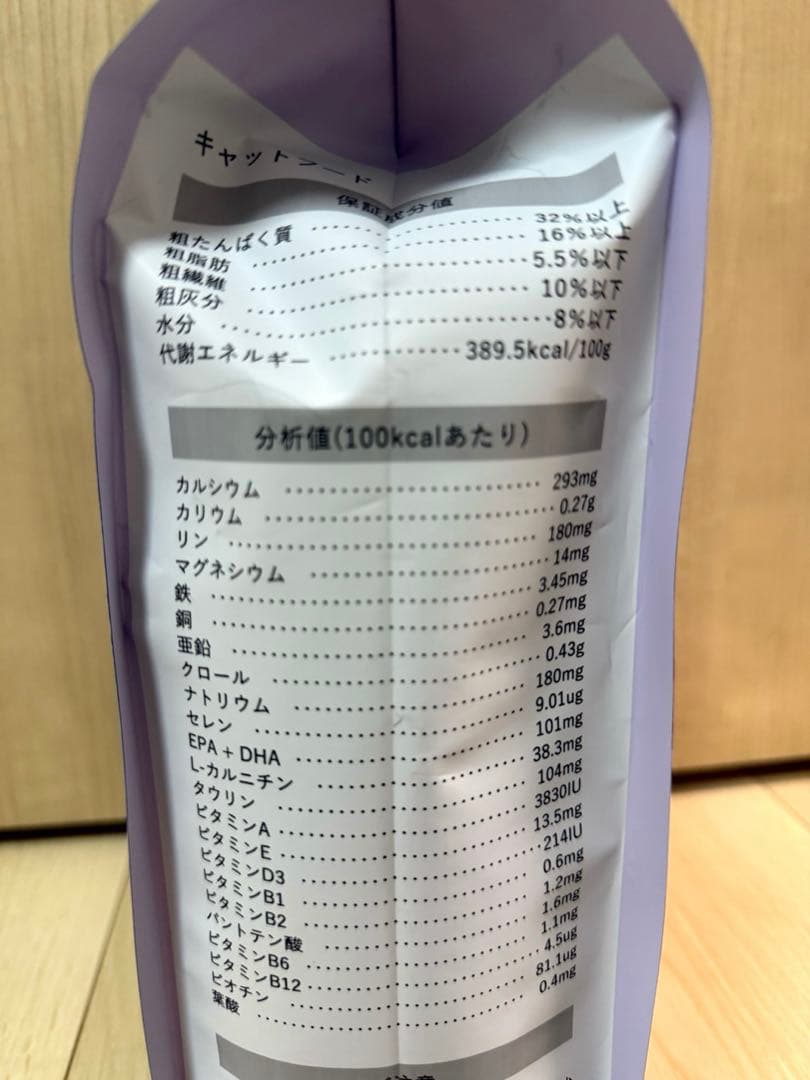 キャットフード
保証成分値
粗たんぱく質 ………… 32%以上
粗脂肪 ………… 16%以上
粗繊維 ………… 5.5%以下
粗灰分 ………… 10%以下
水分 ………… 8%以下
代謝エネルギー ………… 389.5kcal/100g
分析値(100kcalあたり)
カルシウム ………… 293mg
カリウム ………… 0.27g
リン ………… 180mg
マグネシウム ………… 14mg
鉄 ………… 3.45mg
銅 ………… 0.27mg
亜鉛 ………… 3.6mg
クロール ………… 0.43g
ナトリウム ………… 180mg
セレン ………… 9.01ug
EPA + DHA ………… 101mg
L-カルニチン ………… 38.3mg
タウリン ………… 104mg
ビタミンA ………… 3830IU
ビタミンE ………… 13.5mg
ビタミンD3 ………… 214IU
ビタミンB1 ………… 0.6mg
ビタミンB2 ………… 1.2mg
パントテン酸 ………… 1.6mg
ビタミンB6 ………… 1.1mg
ビタミンB12 ………… 4.5ug
ビオチン ………… 81.1ug
葉酸 ………… 0.4mg